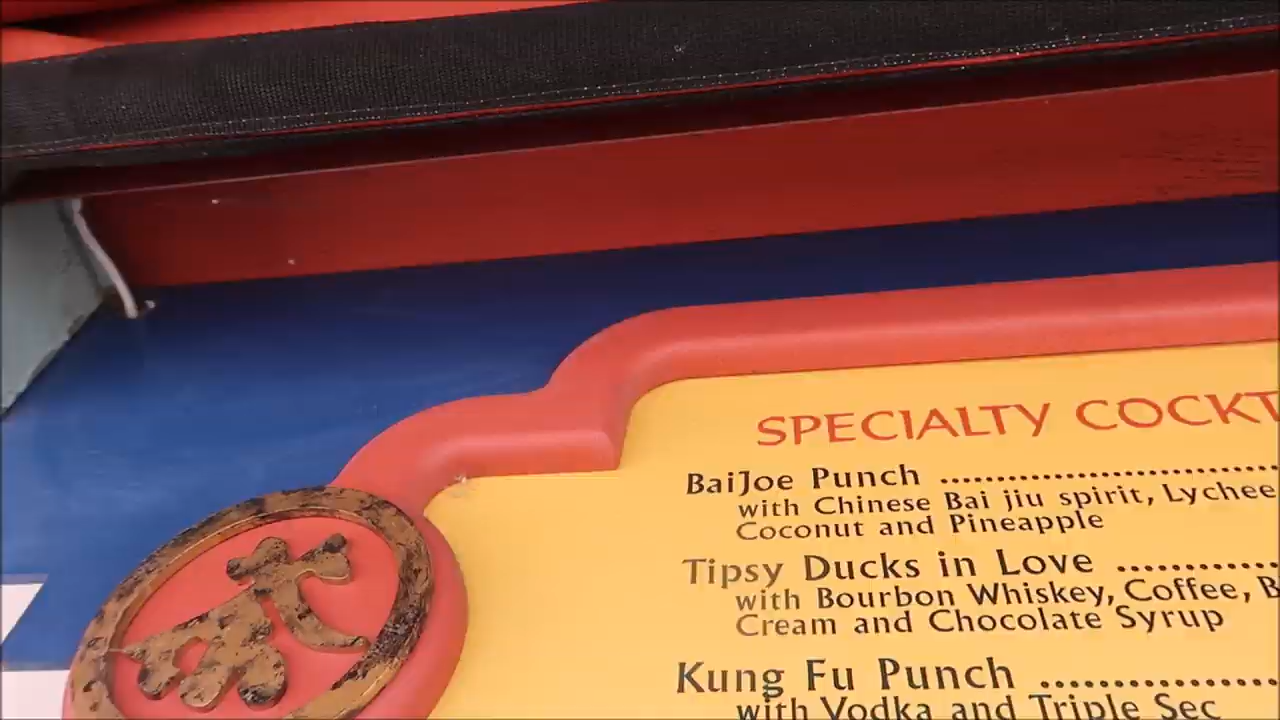 SPECIALTY COCKT
BaiJoe Punch ..............................
with Chinese Bai jiu spirit, Lychee
Coconut and Pineapple
Tipsy Ducks in Love ............
with Bourbon Whiskey, Coffee, B
Cream and Chocolate Syrup
Kung Fu Punch ..................
with Vodka and Triple Sec